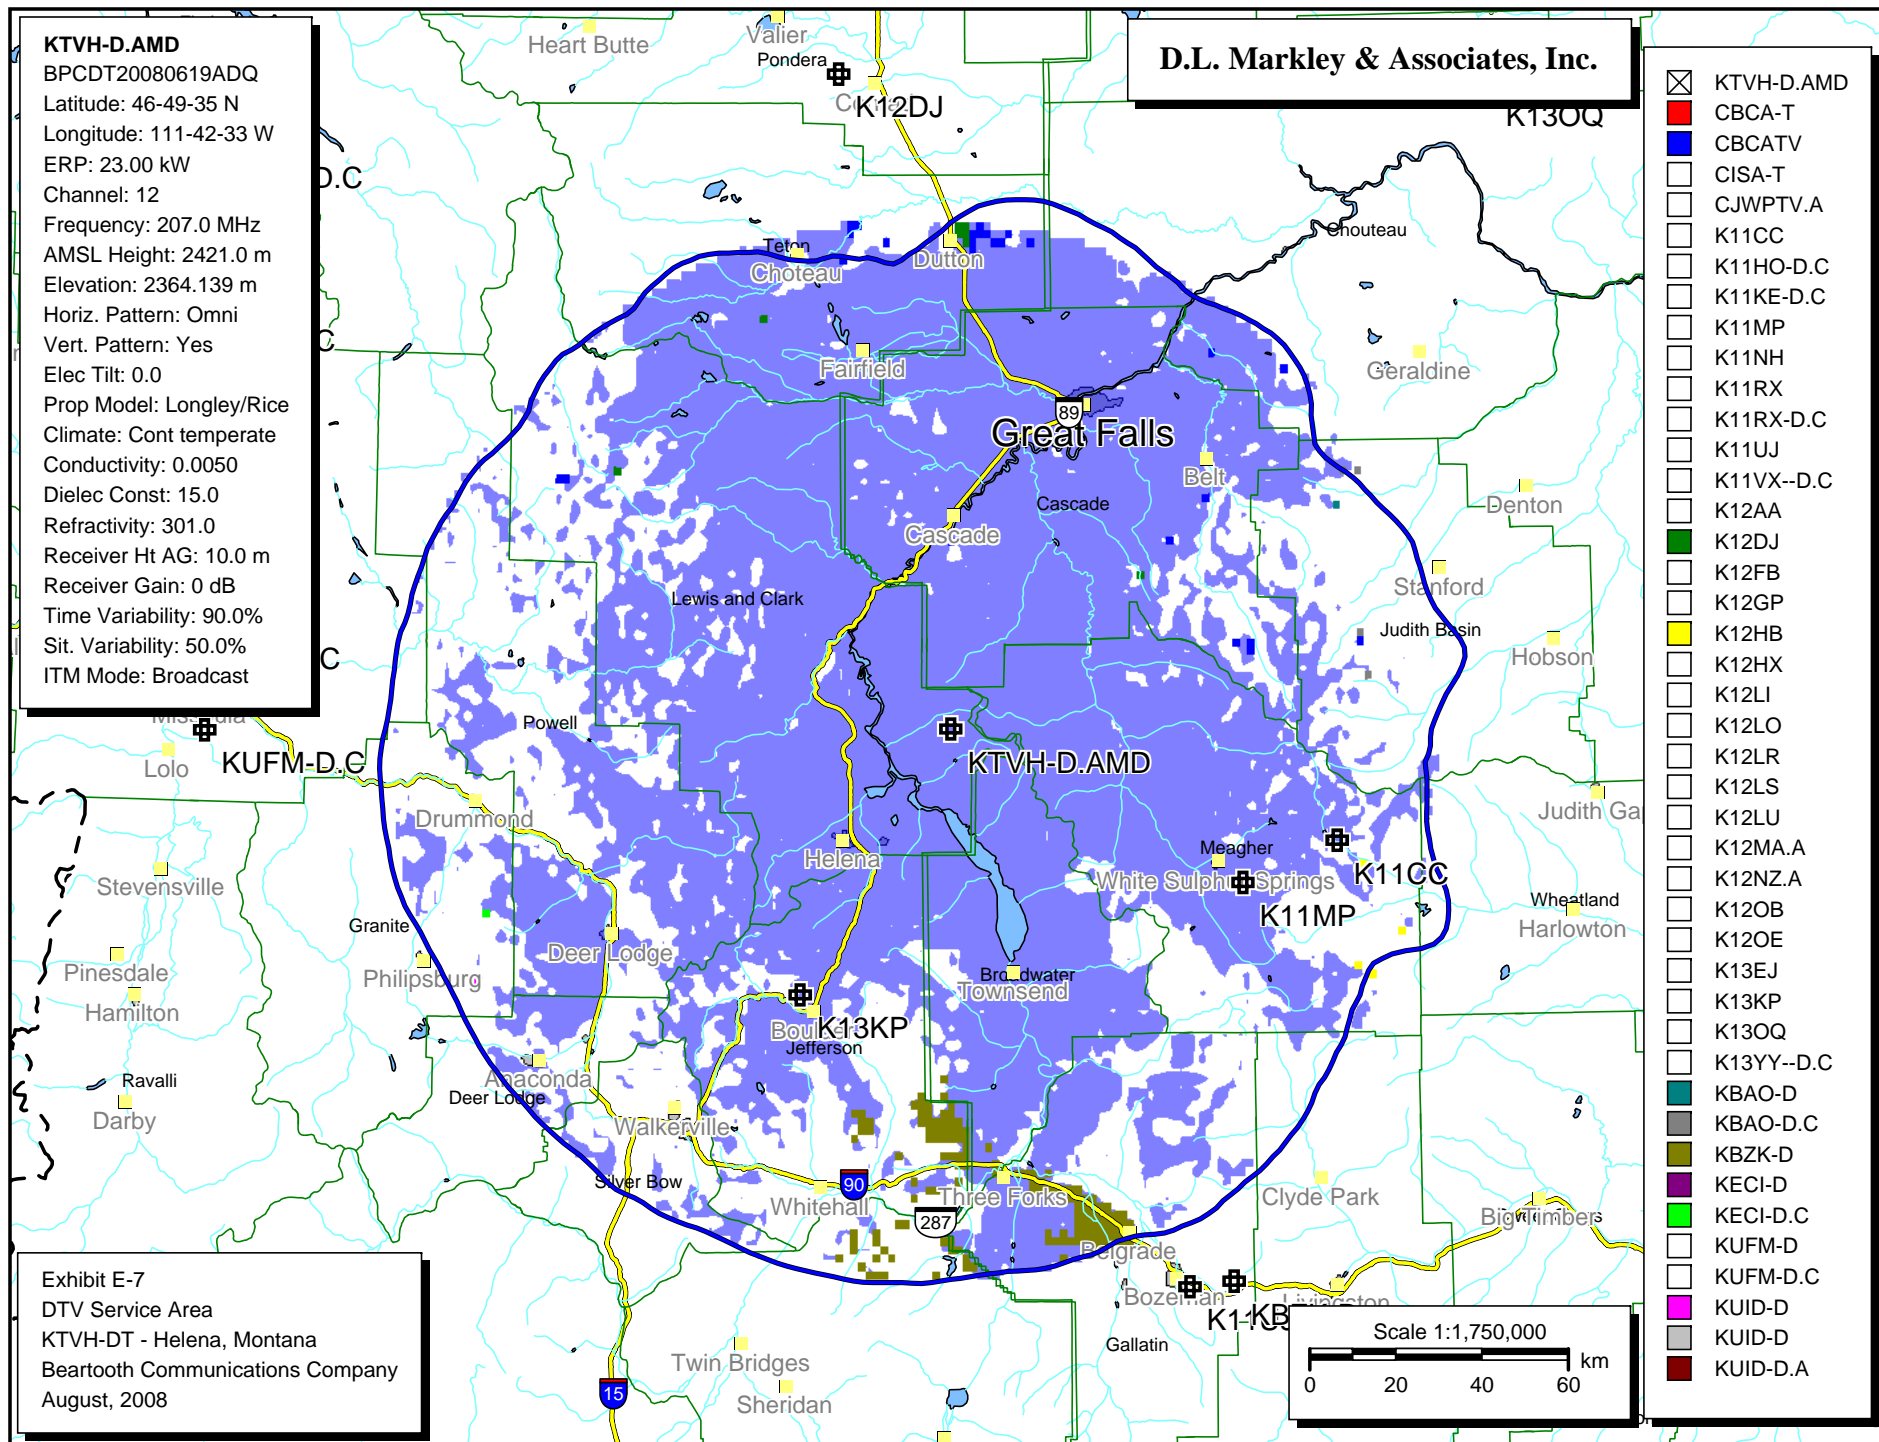 KTVH-D.AMD
BPCDT20080619ADQ
Latitude: 46-49-35 N
Longitude: 111-42-33 W
ERP: 23.00 kW
Channel: 12
Frequency: 207.0 MHz
AMSL Height: 2421.0 m
Elevation: 2364.139 m
Horiz. Pattern: Omni
Vert. Pattern: Yes
Elec Tilt: 0.0
Prop Model: Longley/Rice
Climate: Cont temperate
Conductivity: 0.0050
Dielec Const: 15.0
Refractivity: 301.0
Receiver Ht AG: 10.0 m
Receiver Gain: 0 dB
Time Variability: 90.0%
Sit. Variability: 50.0%
ITM Mode: Broadcast
D.L. Markley & Associates, Inc.
Heart Butte
Valier
Pondera
K12DJ
K13OQ
D.C
C
C
Teton
Choteau
Dutton
Chouteau
Fairfield
Geraldine
89
Great Falls
Belt
Cascade
Denton
Cascade
Stanford
Lewis and Clark
Judith Basin
Hobson
Powell
KUFM-D.C
Lolo
KTVH-D.AMD
Drummond
Helena
Meagher
White Sulphur Springs
K11CC
K11MP
Stevensville
Granite
Wheatland
Harlowton
Deer Lodge
Pinesdale
Philipsburg
Broadwater
Townsend
Hamilton
K13KP
Jefferson
Anaconda
Deer Lodge
Ravalli
Darby
Walkerville
Silver Bow
90
Whitehall
Three Forks
287
Clyde Park
Big Timber
Belgrade
Bozeman
Livingston
Gallatin
Twin Bridges
Sheridan
15
KTVH-D.AMD
CBCA-T
CBCATV
CISA-T
CJWPTV.A
K11CC
K11HO-D.C
K11KE-D.C
K11MP
K11NH
K11RX
K11RX-D.C
K11UJ
K11VX--D.C
K12AA
K12DJ
K12FB
K12GP
K12HB
K12HX
K12LI
K12LO
K12LR
K12LS
K12LU
K12MA.A
K12NZ.A
K12OB
K12OE
K13EJ
K13KP
K13OQ
K13YY--D.C
KBAO-D
KBAO-D.C
KBZK-D
KECI-D
KECI-D.C
KUFM-D
KUFM-D.C
KUID-D
KUID-D
KUID-D.A
Exhibit E-7
DTV Service Area
KTVH-DT - Helena, Montana
Beartooth Communications Company
August, 2008
Scale 1:1,750,000
km
0 20 40 60